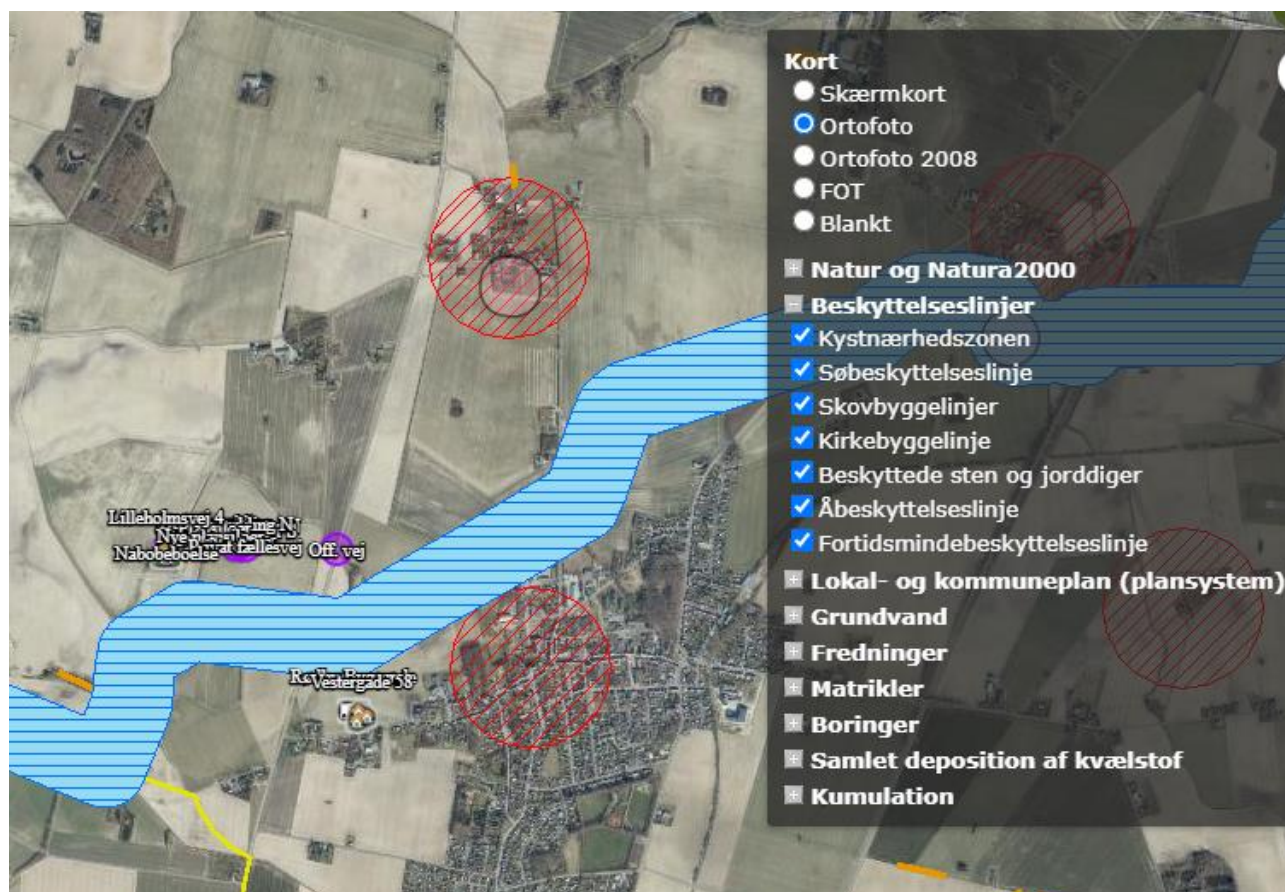 Kort
Skærmkort
Ortofoto
Ortofoto 2008
FOT
Blankt
Natur og Natura2000
Beskyttelseslinjer
Kystnærhedszonen
Søbeskyttelseslinje
Skovbyggelinjer
Kirkebyggelinje
Beskyttede sten og jorddiger
Åbeskyttelseslinje
Fortidsmindebeskyttelseslinje
Lokal- og kommuneplan (plansystem)
Grundvand
Fredninger
Matrikler
Boringer
Samlet deposition af kvælstof
Kumulation
Lilleholmsvej 4
fællesvej
Nabobeboelse
Off. vej
Vestergade 58